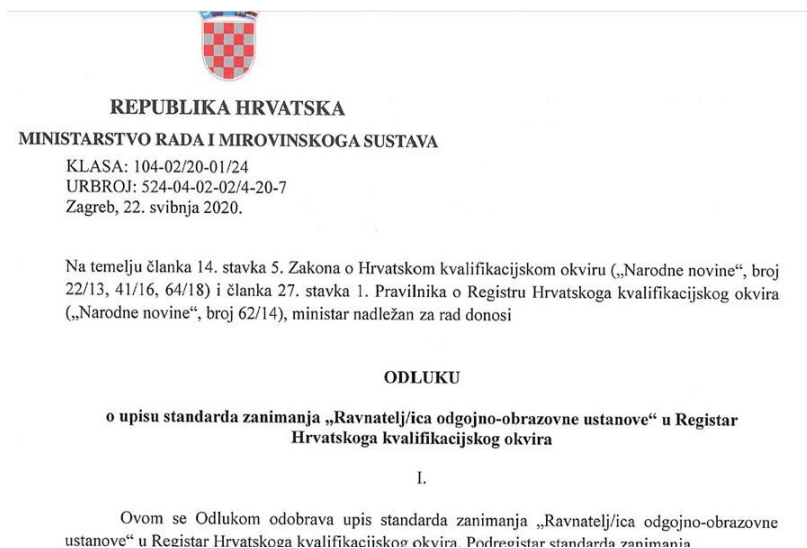 REPUBLIKA HRVATSKA
MINISTARSTVO RADA I MIROVINSKOGA SUSTAVA
KLASA: 104-02/20-01/24
URBROJ: 524-04-02-02/4-20-7
Zagreb, 22. svibnja 2020.
Na temelju članka 14. stavka 5. Zakona o Hrvatskom kvalifikacijskom okviru („Narodne novine“, broj
22/13, 41/16, 64/18) i članka 27. stavka 1. Pravilnika o Registru Hrvatskoga kvalifikacijskog okvira
(„Narodne novine“, broj 62/14), ministar nadležan za rad donosi
ODLUKU
o upisu standarda zanimanja „Ravnatelj/ica odgojno-obrazovne ustanove“ u Registar
Hrvatskoga kvalifikacijskog okvira
I.
Ovom se Odlukom odobrava upis standarda zanimanja „Ravnatelj/ica odgojno-obrazovne
ustanove“ u Registar Hrvatskoga kvalifikacijskog okvira, Podregistar standarda zanimanja